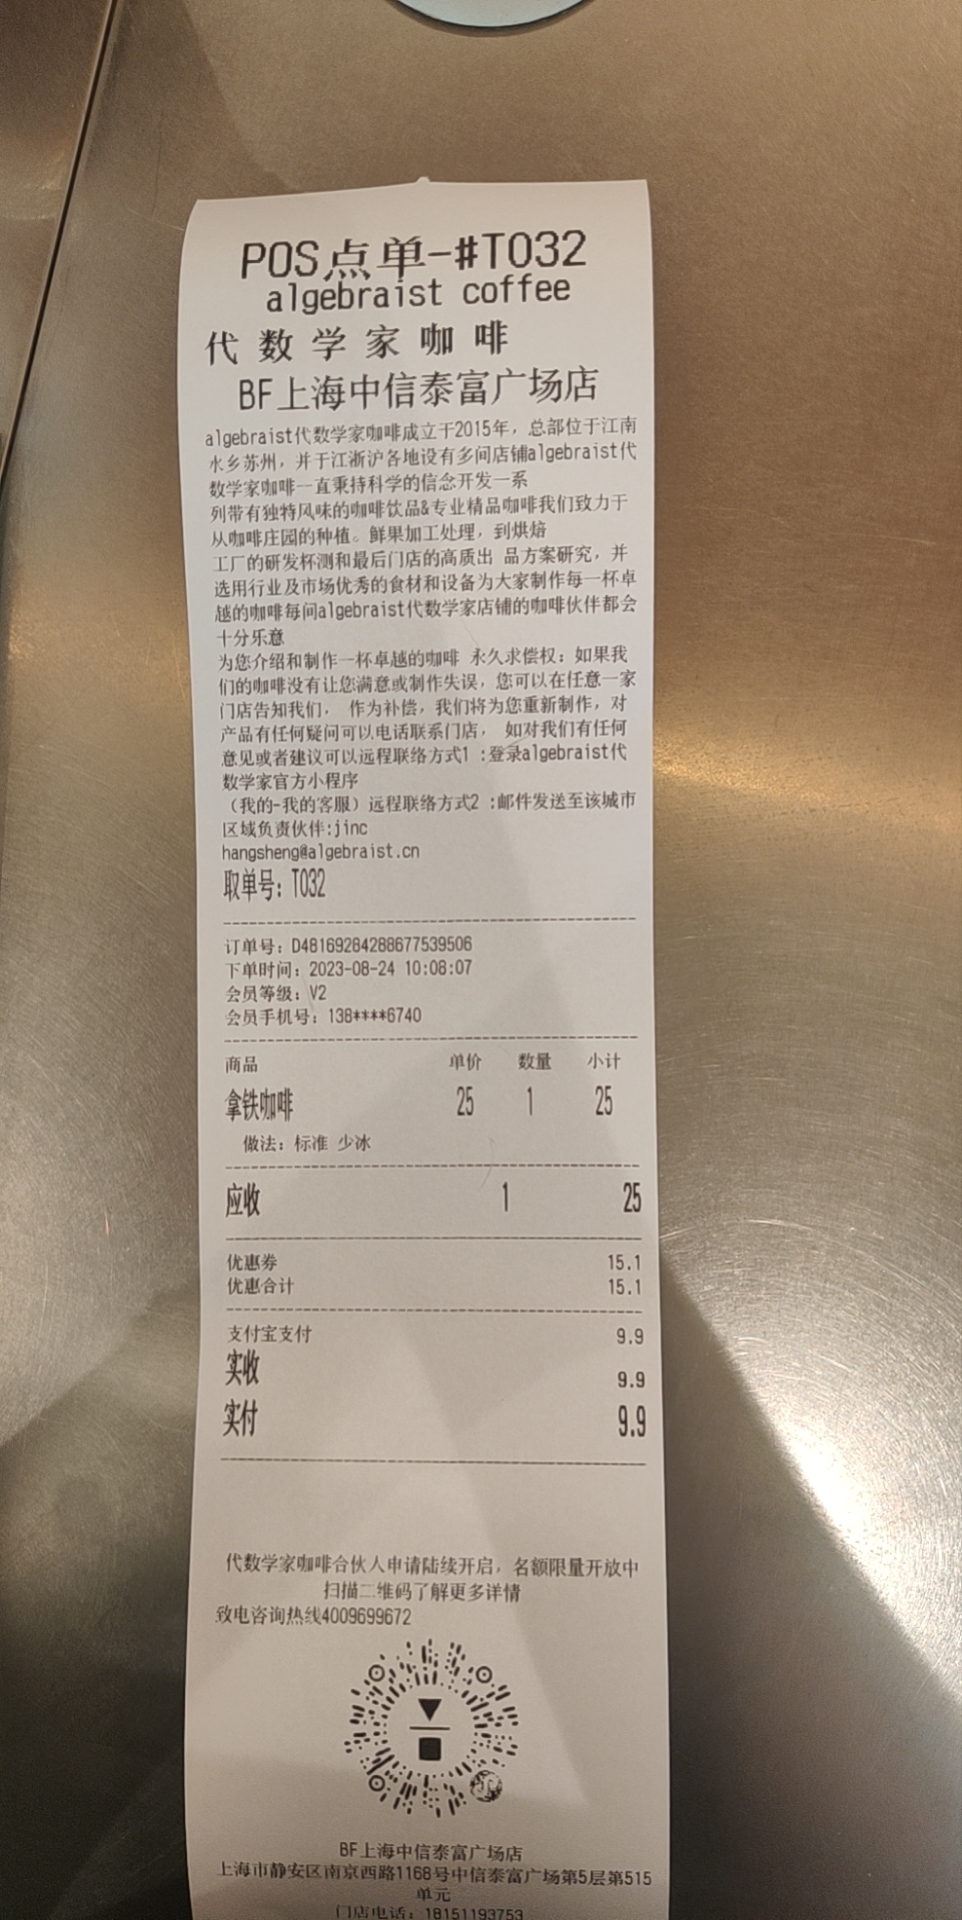 POS点单-#T032
algebraist coffee
代数学家咖啡
BF上海中信泰富广场店
algebraist代数学家咖啡成立于2015年，总部位于江南
水乡苏州，并于江浙沪各地设有多间店铺algebraist代
数学家咖啡一直秉持科学的信念开发一系
列带有独特风味的咖啡饮品&专业精品咖啡我们致力于
从咖啡庄园的种植。鲜果加工处理，到烘焙
工厂的研发杯测和最后门店的高质出 品方案研究，并
选用行业及市场优秀的食材和设备为大家制作每一杯卓
越的咖啡每间algebraist代数学家店铺的咖啡伙伴都会
十分乐意
为您介绍和制作一杯卓越的咖啡 永久求偿权：如果我
们的咖啡没有让您满意或制作失误，您可以在任意一家
门店告知我们， 作为补偿，我们将为您重新制作，对
产品有任何疑问可以电话联系门店， 如对我们有任何
意见或者建议可以远程联络方式1 :登录algebraist代
数学家官方小程序
（我的-我的客服）远程联络方式2 :邮件发送至该城市
区域负责伙伴:jinc
hangsheng@algebraist.cn
取单号：T032
订单号：D48169284288677539506
下单时间：2023-08-24 10:08:07
会员等级：V2
会员手机号：138****6740
商品 单价 数量 小计
拿铁咖啡 25 1 25
做法：标准 少冰
应收 1 25
优惠券 15.1
优惠合计 15.1
支付宝支付 9.9
实收 9.9
实付 9.9
代数学家咖啡合伙人申请陆续开启，名额限量开放中
扫描二维码了解更多详情
致电咨询热线4009699672
BF上海中信泰富广场店
上海市静安区南京西路1168号中信泰富广场第5层第515
单元
门店电话：18151193753